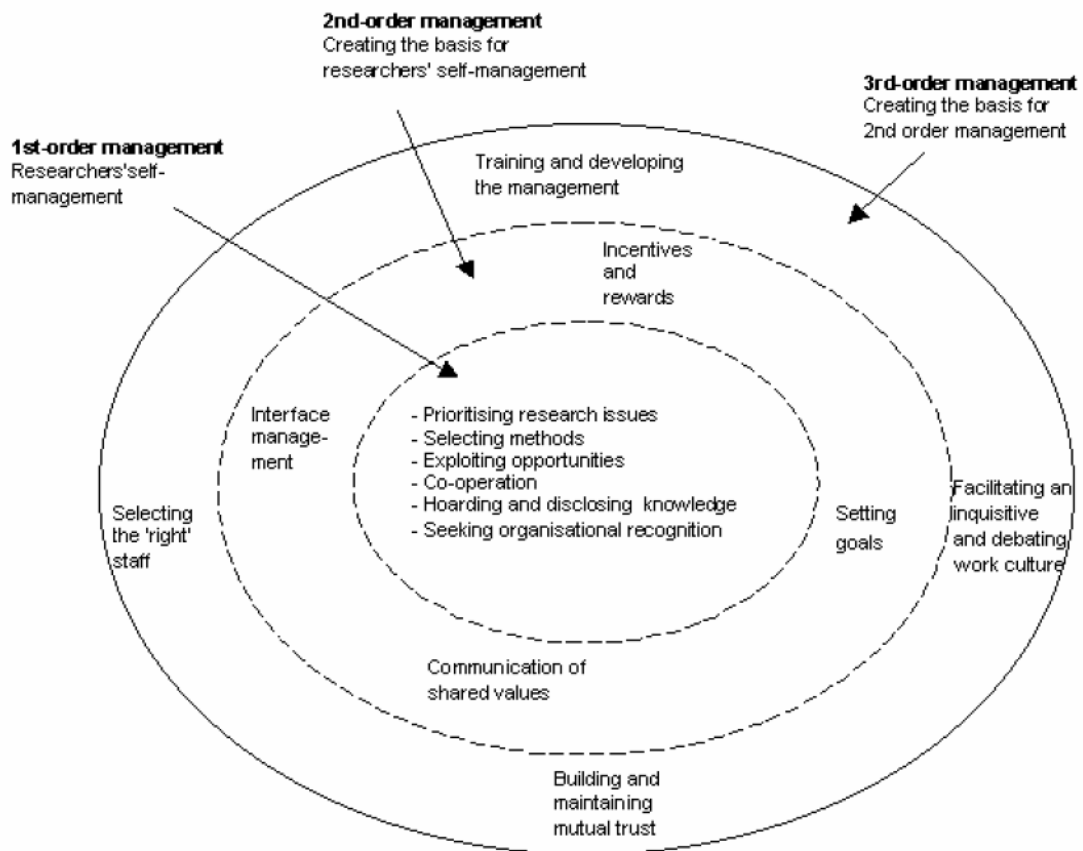 2nd-order management
Creating the basis for
researchers' self-management
3rd-order management
Creating the basis for
2nd order management
1st-order management
Researchers'self-
management
Training and developing
the management
Incentives
and
rewards
Interface
manage-
ment
- Prioritising research issues
- Selecting methods
- Exploiting opportunities
- Co-operation
- Hoarding and disclosing knowledge
- Seeking organisational recognition
Selecting
the 'right'
staff
Setting
goals
Facilitating an
inquisitive
and debating
work culture
Communication of
shared values
Building and
maintaining
mutual trust